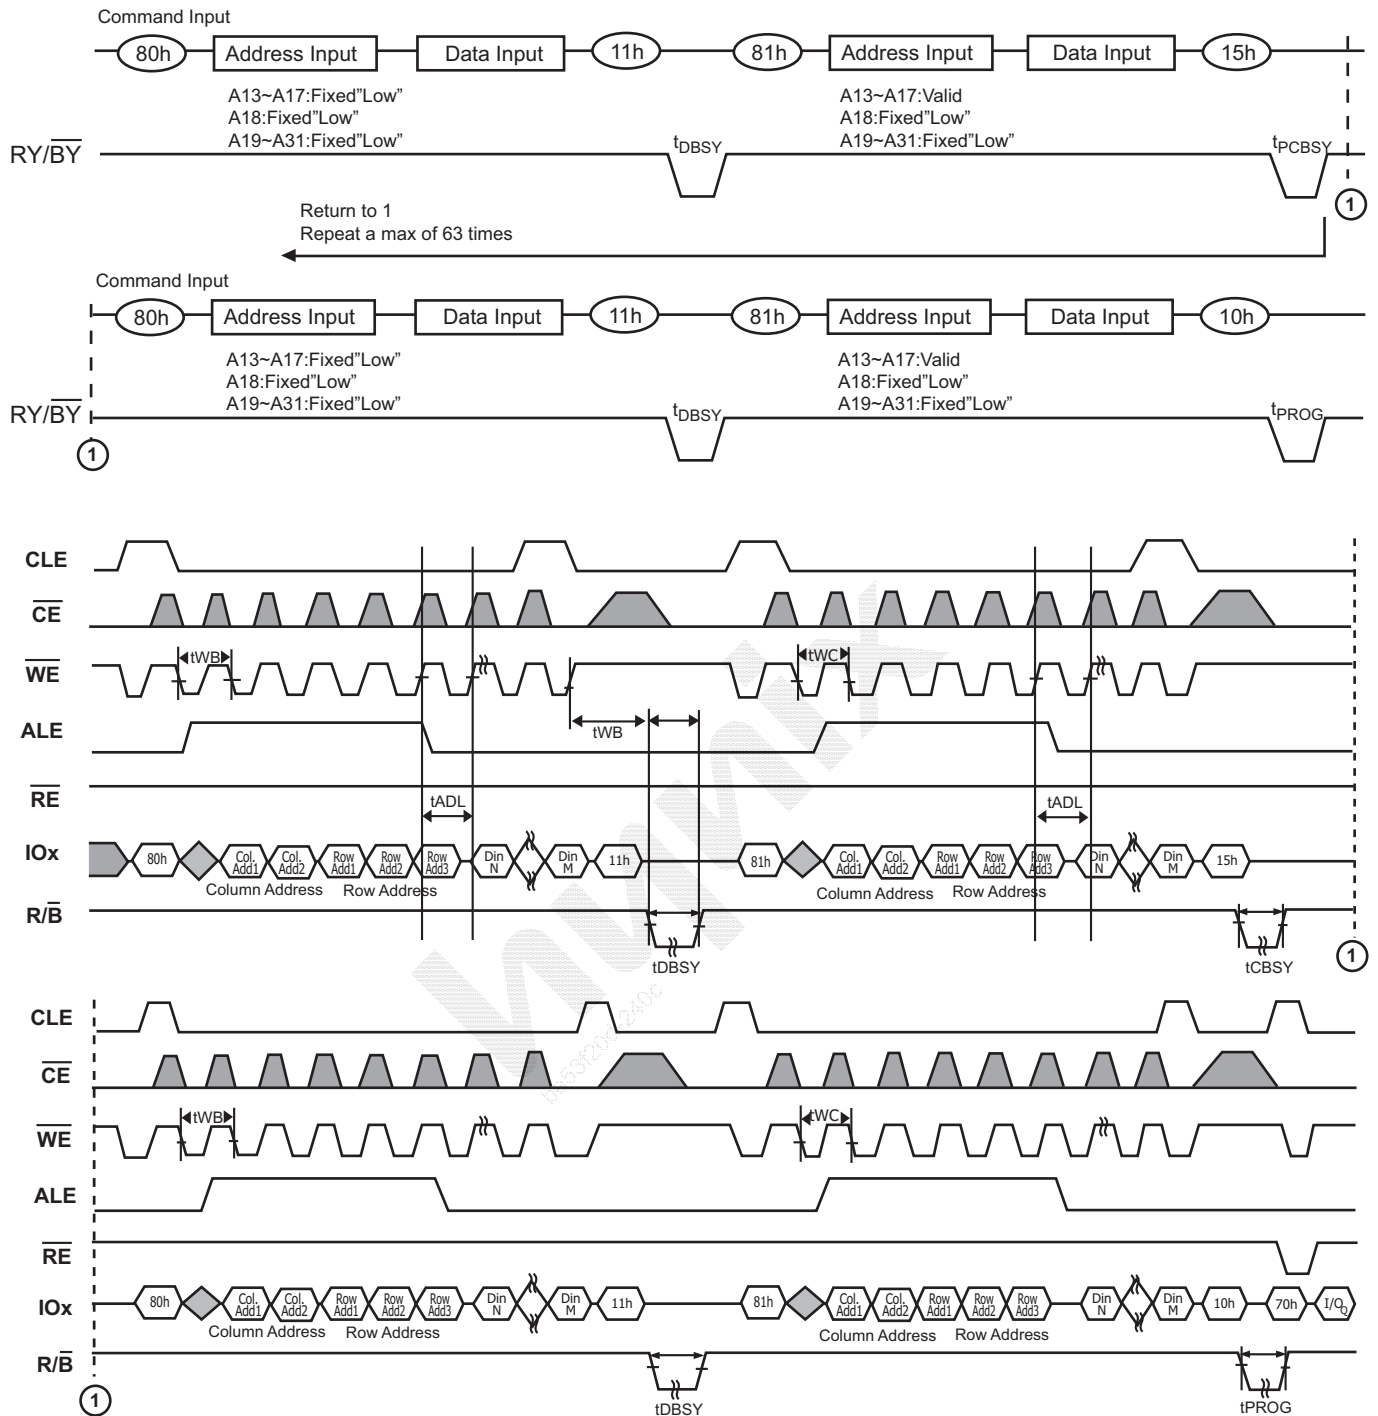 Command Input
80h Address Input Data Input 11h 81h Address Input Data Input 15h
A13~A17:Fixed"Low" A13~A17:Valid
A18:Fixed"Low" A18:Fixed"Low"
A19~A31:Fixed"Low" A19~A31:Fixed"Low"
RY/BY tDBSY tPCBSY
1
Return to 1
Repeat a max of 63 times
Command Input
80h Address Input Data Input 11h 81h Address Input Data Input 10h
A13~A17:Fixed"Low" A13~A17:Valid
A18:Fixed"Low" A18:Fixed"Low"
A19~A31:Fixed"Low" A19~A31:Fixed"Low"
RY/BY tDBSY tPROG
1
CLE
CE
WE tWB tWC
ALE tWB
RE
tADL tADL
IOx 80h Col. Add1 Col. Add2 Row Add1 Row Add2 Row Add3 Din N Din M 11h 81h Col. Add1 Col. Add2 Row Add1 Row Add2 Row Add3 Din N Din M 15h
Column Address Row Address Column Address Row Address
R/B
tDBSY tCBSY
1
hynix
CLE
CE
WE tWB tWC
ALE
RE
IOx 80h Col. Add1 Col. Add2 Row Add1 Row Add2 Row Add3 Din N Din M 11h 81h Col. Add1 Col. Add2 Row Add1 Row Add2 Row Add3 Din N Din M 10h 70h I/O0
Column Address Row Address Column Address Row Address
R/B
tDBSY tPROG
1